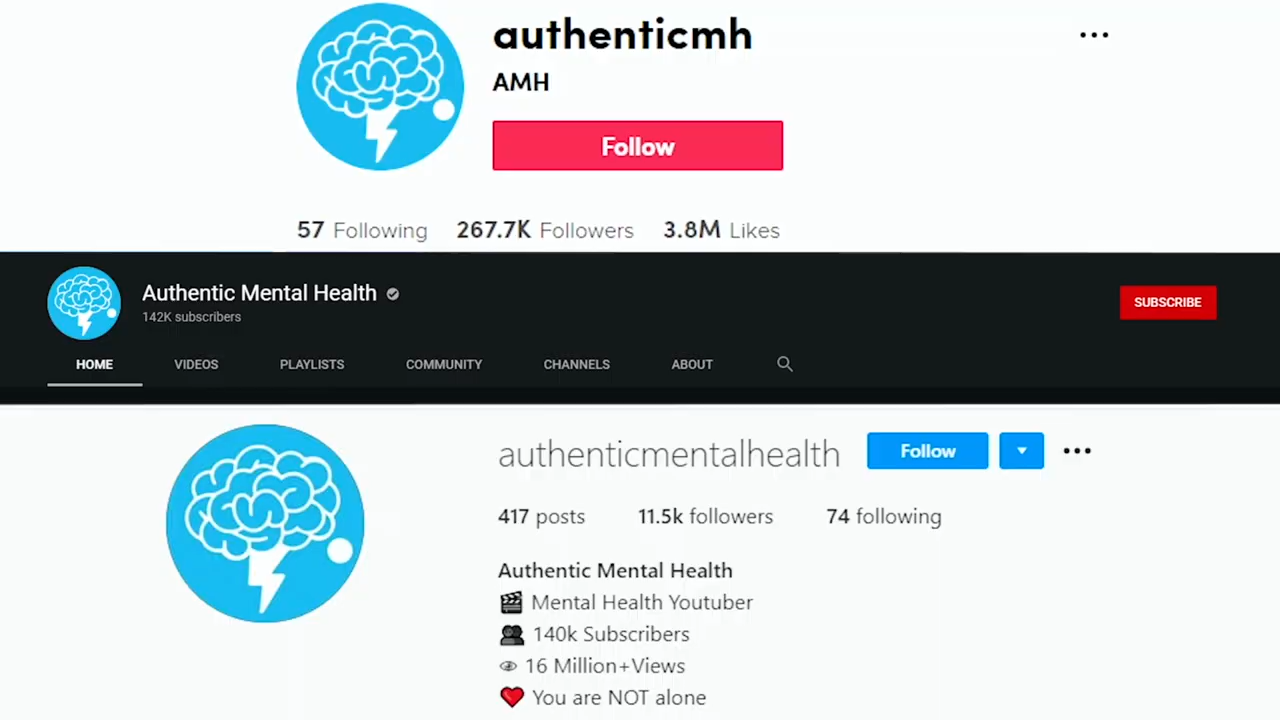 authenticmh
AMH
Follow
57 Following 267.7K Followers 3.8M Likes
Authentic Mental Health
142K subscribers
SUBSCRIBE
HOME VIDEOS PLAYLISTS COMMUNITY CHANNELS ABOUT
authenticmentalhealth Follow
417 posts 11.5k followers 74 following
Authentic Mental Health
Mental Health Youtuber
140k Subscribers
16 Million+Views
You are NOT alone